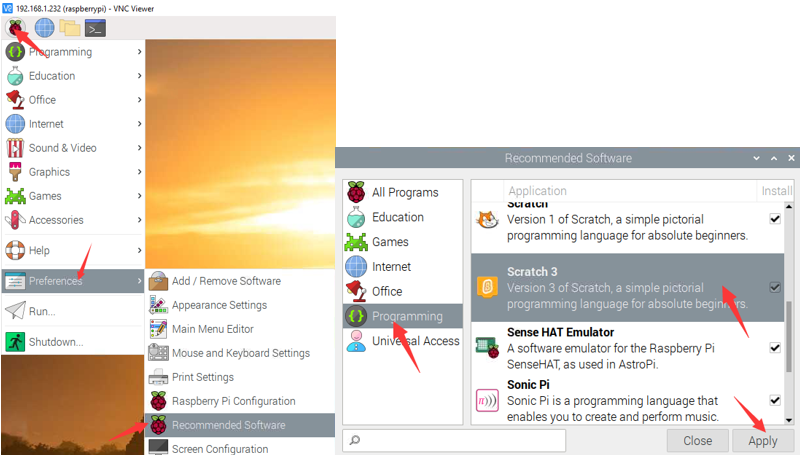 192.168.1.232 (raspberrypi) - VNC Viewer
Programming
Education
Office
Internet
Sound & Video
Graphics
Games
Accessories
Help
Preferences
Run...
Shutdown...
Add / Remove Software
Appearance Settings
Main Menu Editor
Mouse and Keyboard Settings
Print Settings
Raspberry Pi Configuration
Recommended Software
Screen Configuration
Recommended Software
All Programs
Education
Games
Internet
Office
Programming
Universal Access
Application Install
Scratch
Version 1 of Scratch, a simple pictorial
programming language for absolute beginners.
Scratch 3
Version 3 of Scratch, a simple pictorial
programming language for absolute beginners.
Sense HAT Emulator
A software emulator for the Raspberry Pi
SenseHAT, as used in AstroPi.
Sonic Pi
Sonic Pi is a programming language that
enables you to create and perform music.
Close Apply